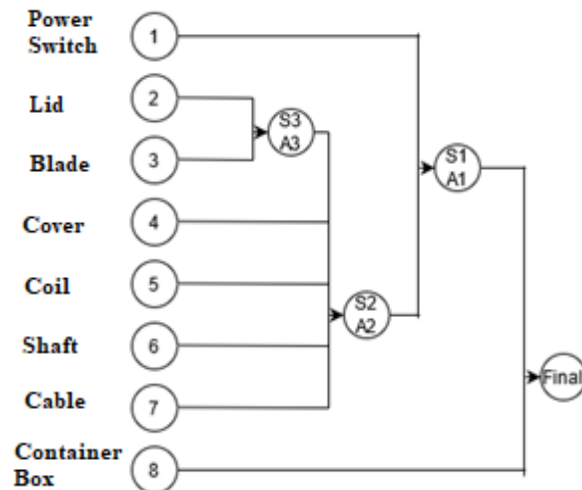 Power
Switch
1
Lid
2
S3
A3
Blade
3
S1
A1
Cover
4
Coil
5
S2
A2
Shaft
6
Final
Cable
7
Container
Box
8